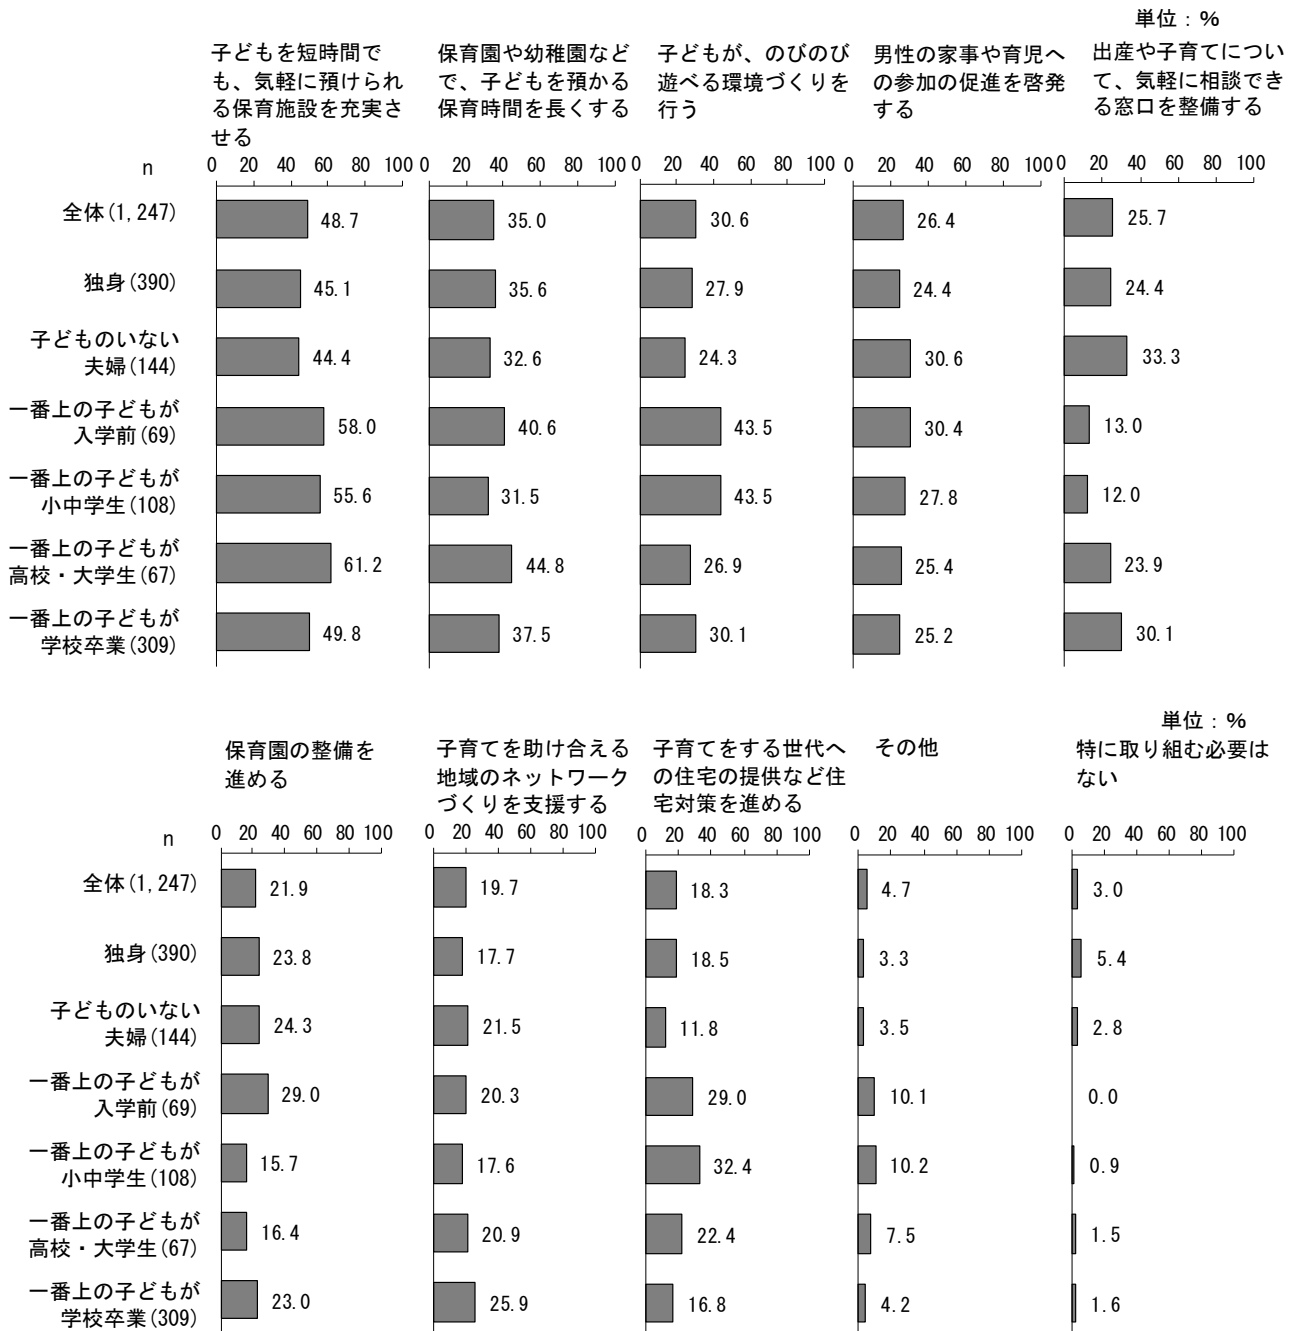 単位：%
子どもを短時間で
も、気軽に預けられ
る保育施設を充実さ
せる
保育園や幼稚園など
で、子どもを預かる
保育時間を長くする
子どもが、のびのび
遊べる環境づくりを
行う
男性の家事や育児へ
の参加の促進を啓発
する
出産や子育てについ
て、気軽に相談でき
る窓口を整備する
n
0 20 40 60 80 100
0 20 40 60 80 100
0 20 40 60 80 100
0 20 40 60 80 100
0 20 40 60 80 100
全体(1,247) 48.7 35.0 30.6 26.4 25.7
独身(390) 45.1 35.6 27.9 24.4 24.4
子どものいない
夫婦(144) 44.4 32.6 24.3 30.6 33.3
一番上の子どもが
入学前(69) 58.0 40.6 43.5 30.4 13.0
一番上の子どもが
小中学生(108) 55.6 31.5 43.5 27.8 12.0
一番上の子どもが
高校・大学生(67) 61.2 44.8 26.9 25.4 23.9
一番上の子どもが
学校卒業(309) 49.8 37.5 30.1 25.2 30.1
単位：%
保育園の整備を
進める
子育てを助け合える
地域のネットワーク
づくりを支援する
子育てをする世代へ
の住宅の提供など住
宅対策を進める
その他
特に取り組む必要は
ない
n
0 20 40 60 80 100
0 20 40 60 80 100
0 20 40 60 80 100
0 20 40 60 80 100
0 20 40 60 80 100
全体(1,247) 21.9 19.7 18.3 4.7 3.0
独身(390) 23.8 17.7 18.5 3.3 5.4
子どものいない
夫婦(144) 24.3 21.5 11.8 3.5 2.8
一番上の子どもが
入学前(69) 29.0 20.3 29.0 10.1 0.0
一番上の子どもが
小中学生(108) 15.7 17.6 32.4 10.2 0.9
一番上の子どもが
高校・大学生(67) 16.4 20.9 22.4 7.5 1.5
一番上の子どもが
学校卒業(309) 23.0 25.9 16.8 4.2 1.6